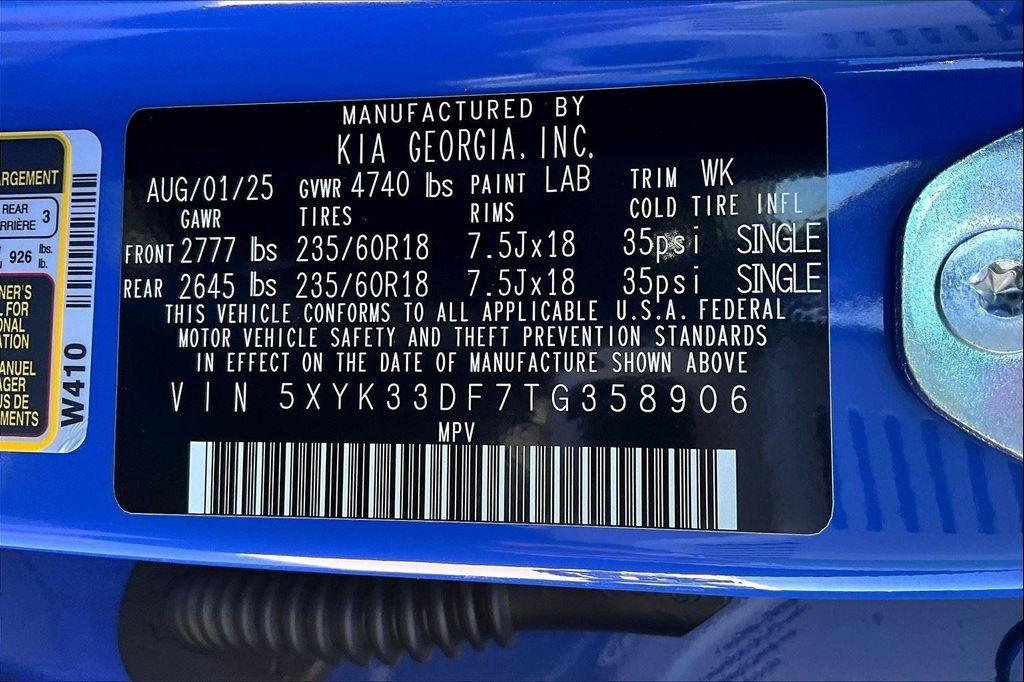 MANUFACTURED BY
KIA GEORGIA, INC.
AUG/01/25 GVWR 4740 lbs PAINT LAB TRIM WK
GAWR TIRES RIMS COLD TIRE INFL
FRONT 2777 lbs 235/60R18 7.5Jx18 35psi SINGLE
REAR 2645 lbs 235/60R18 7.5Jx18 35psi SINGLE
THIS VEHICLE CONFORMS TO ALL APPLICABLE U.S.A. FEDERAL
MOTOR VEHICLE SAFETY AND THEFT PREVENTION STANDARDS
IN EFFECT ON THE DATE OF MANUFACTURE SHOWN ABOVE
VIN 5XYK33DF7TG358906
MPV
REAR 3
926 lbs.
lb.
W410